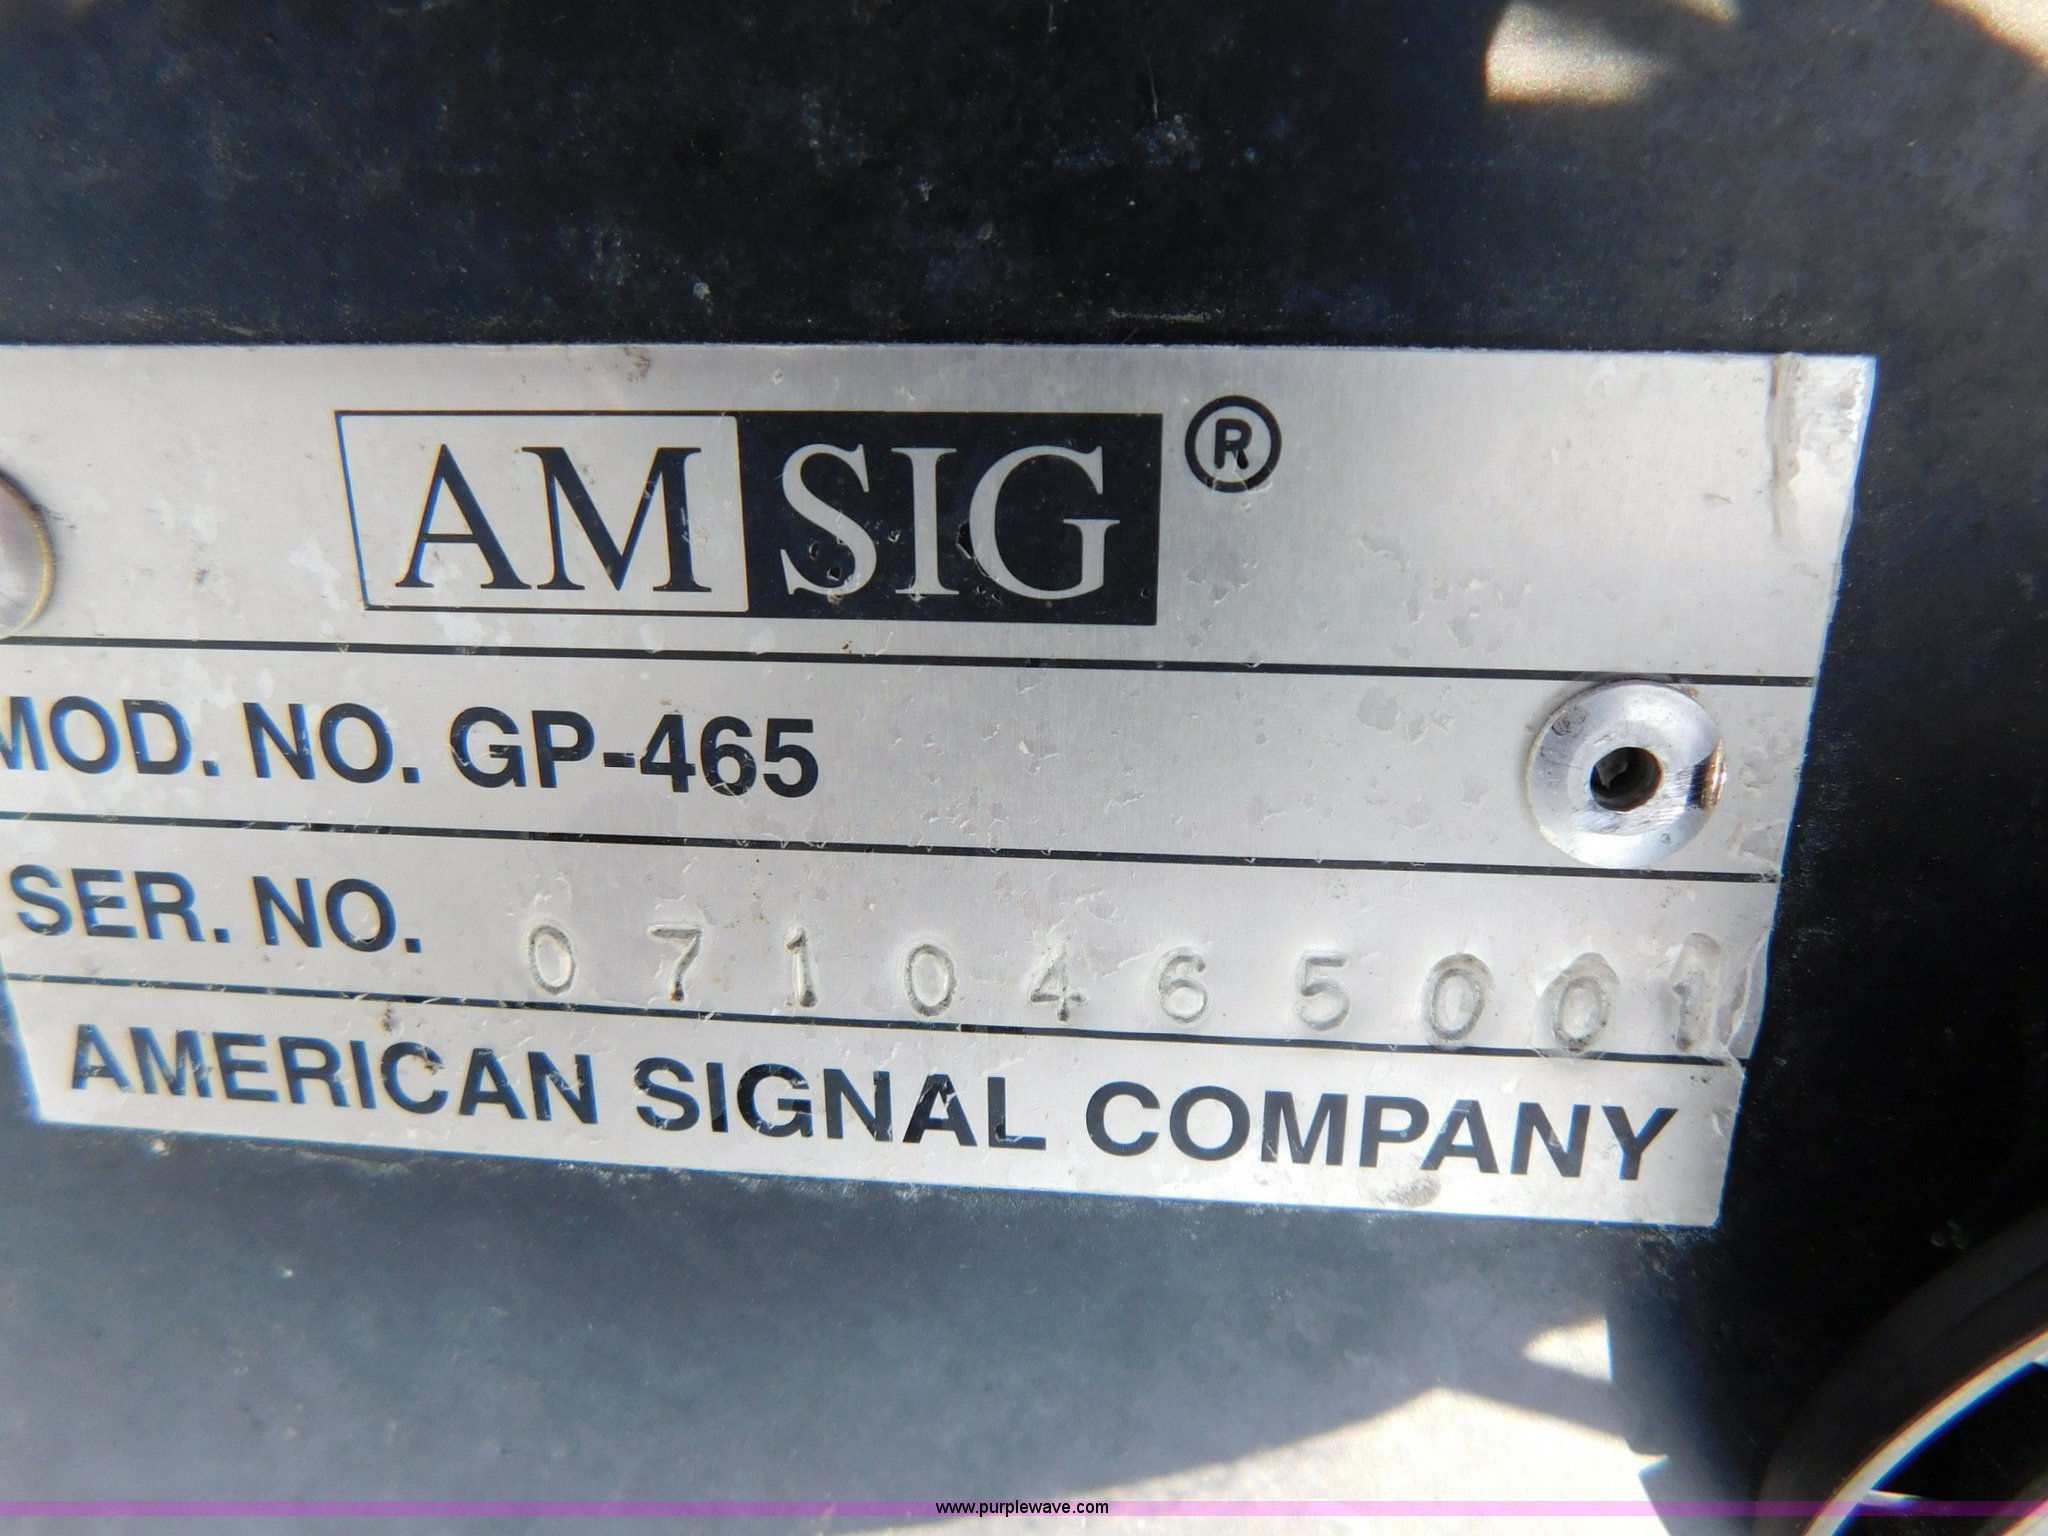 AMSIG®
MOD. NO. GP-465
SER. NO. 0710465001
AMERICAN SIGNAL COMPANY
www.purplewave.com